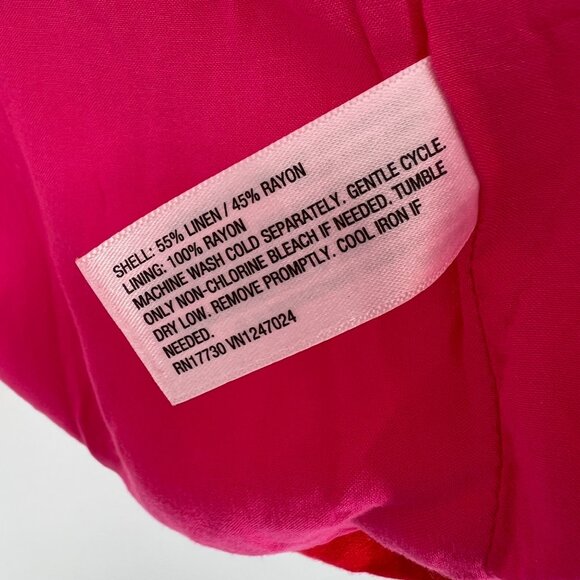 SHELL: 55% LINEN / 45% RAYON
LINING: 100% RAYON
MACHINE WASH COLD SEPARATELY. GENTLE CYCLE.
ONLY NON-CHLORINE BLEACH IF NEEDED. TUMBLE
DRY LOW. REMOVE PROMPTLY. COOL IRON IF
NEEDED.
RN17730 VN1247024